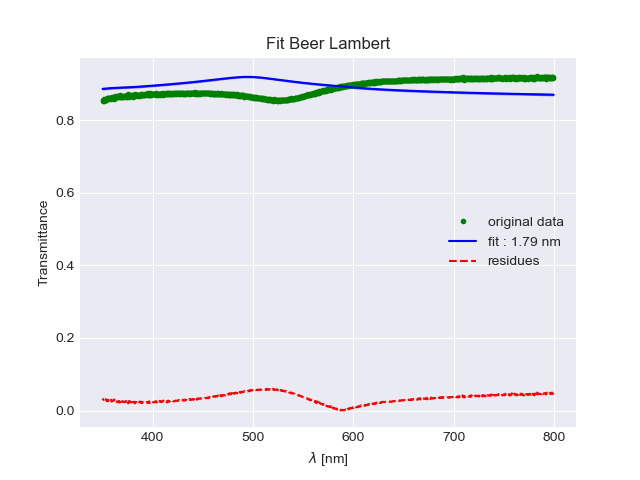 Fit Beer Lambert
Transmittance
0.8
0.6
0.4
0.2
0.0
original data
fit : 1.79 nm
residues
400 500 600 700 800
λ [nm]